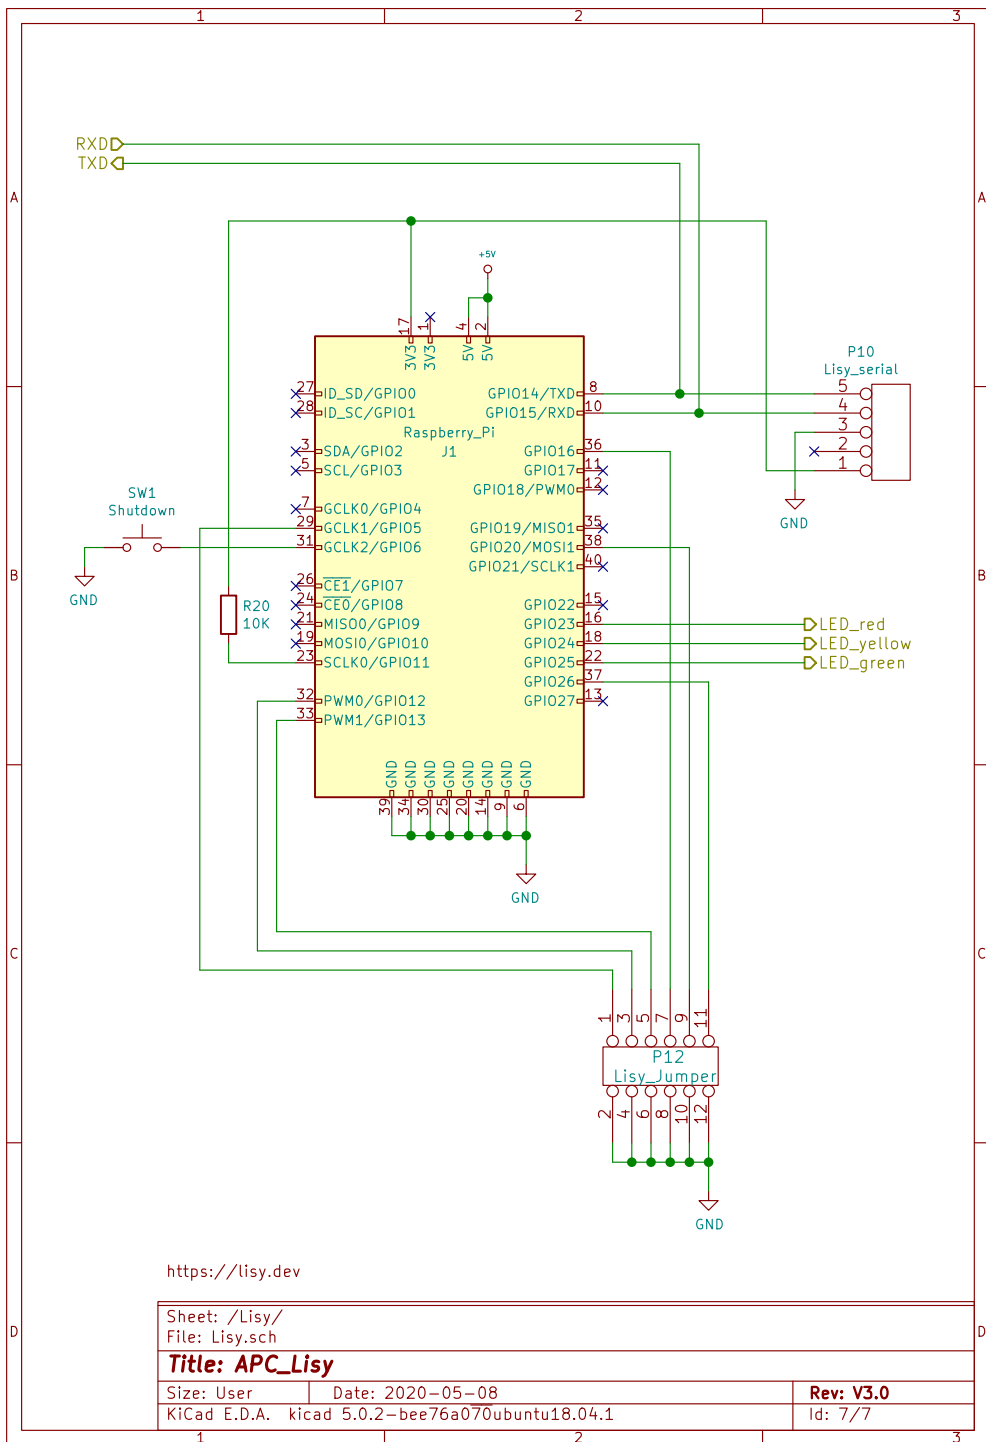 1 2 3
RXD
TXD
A A
+5V
17 1 4 2
3V3 3V3 5V 5V
P10
Lisy_serial
27 ID_SD/GPIO0 GPIO14/TXD 8 5
28 ID_SC/GPIO1 GPIO15/RXD 10 4
Raspberry_Pi 3
3 SDA/GPIO2 J1 GPIO16 36 2
5 SCL/GPIO3 GPIO17 11 1
GPIO18/PWM0 12
SW1
Shutdown
7 GCLK0/GPIO4
GND
29 GCLK1/GPIO5 GPIO19/MISO1 35
31 GCLK2/GPIO6 GPIO20/MOSI1 38
GPIO21/SCLK1 40
B B
GND
26 CE1/GPIO7
24 CE0/GPIO8 GPIO22 15
R20
10K
21 MISO0/GPIO9 GPIO23 16 LED_red
19 MOSI0/GPIO10 GPIO24 18 LED_yellow
23 SCLK0/GPIO11 GPIO25 22 LED_green
GPIO26 37
32 PWM0/GPIO12 GPIO27 13
33 PWM1/GPIO13
GND GND GND GND GND GND GND GND
39 34 30 25 20 14 9 6
GND
C C
1 3 5 7 9 11
P12
Lisy_Jumper
2 4 6 8 10 12
GND
https://lisy.dev
Sheet: /Lisy/
File: Lisy.sch
D D
Title: APC_Lisy
Size: User Date: 2020-05-08 Rev: V3.0
KiCad E.D.A. kicad 5.0.2-bee76a070ubuntu18.04.1 Id: 7/7
1 2 3